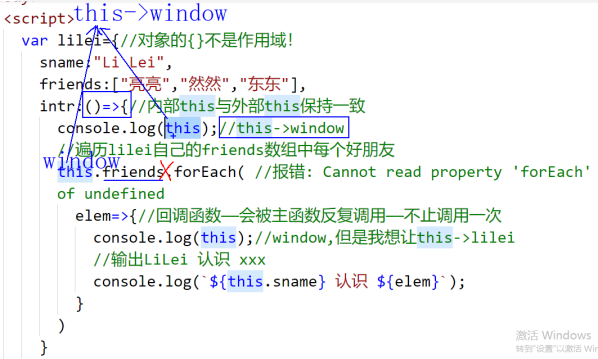 <script>this->window
var lilei={//对象的{}不是作用域!
sname:"Li Lei",
friends:["亮亮","然然","东东"],
intr:()=>{//内部this与外部this保持一致
console.log(this);//this->window
//遍历lilei自己的friends数组中每个好朋友
window
this.friends.forEach( //报错: Cannot read property 'forEach'
of undefined
elem=>{//回调函数—会被主函数反复调用—不止调用一次
console.log(this);//window,但是我想让this->lilei
//输出LiLei 认识 xxx
console.log(`${this.sname} 认识 ${elem}`);
}
)
}
激活 Windows
转到"设置"以激活 Win